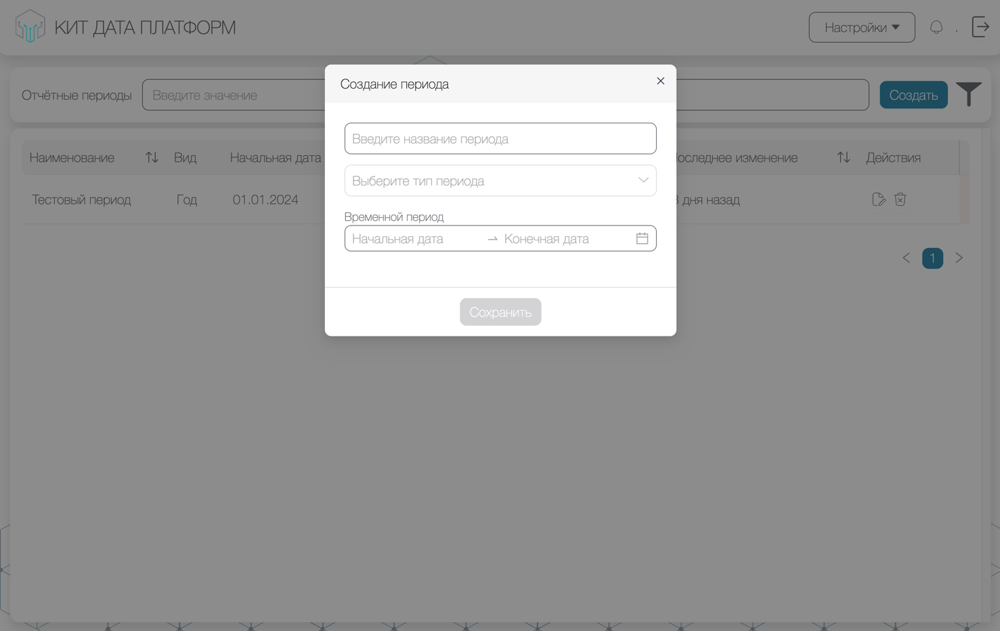 КИТ ДАТА ПЛАТФОРМ
Настройки
Отчётные периоды
Введите значение
Создать
Создание периода
Введите название периода
Выберите тип периода
Временной период
Начальная дата → Конечная дата
Сохранить
Наименование Вид Начальная дата изменение Действия
Тестовый период Год 01.01.2024 дня назад
1